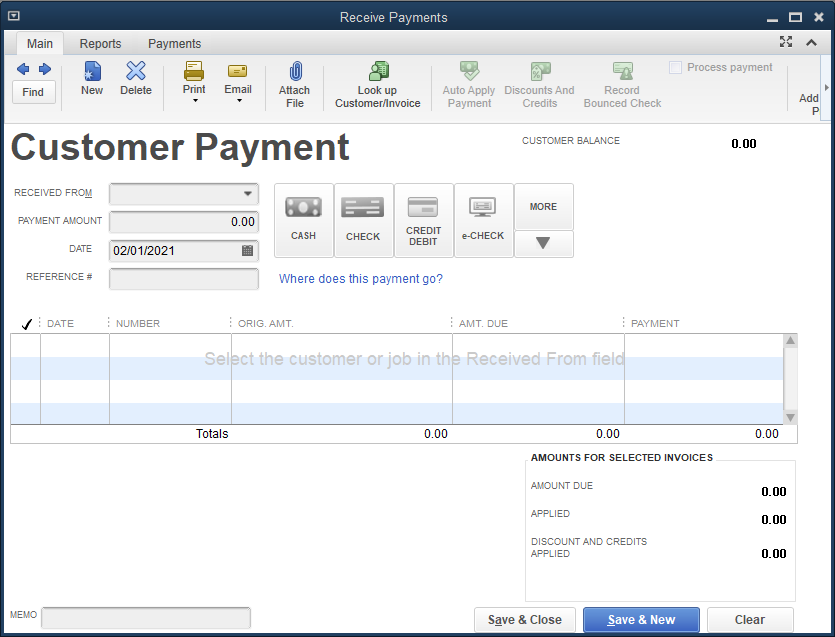 Receive Payments
Main Reports Payments
Find New Delete Print Email Attach File Look up Customer/Invoice Auto Apply Payment Discounts And Credits Record Bounced Check Process payment Add P
Customer Payment
CUSTOMER BALANCE 0.00
RECEIVED FROM
PAYMENT AMOUNT 0.00
DATE 02/01/2021
REFERENCE #
CASH CHECK CREDIT DEBIT e-CHECK MORE
Where does this payment go?
✓ DATE NUMBER ORIG. AMT. AMT. DUE PAYMENT
Select the customer or job in the Received From field
Totals 0.00 0.00 0.00
AMOUNTS FOR SELECTED INVOICES
AMOUNT DUE 0.00
APPLIED 0.00
DISCOUNT AND CREDITS
APPLIED 0.00
MEMO
Save & Close Save & New Clear